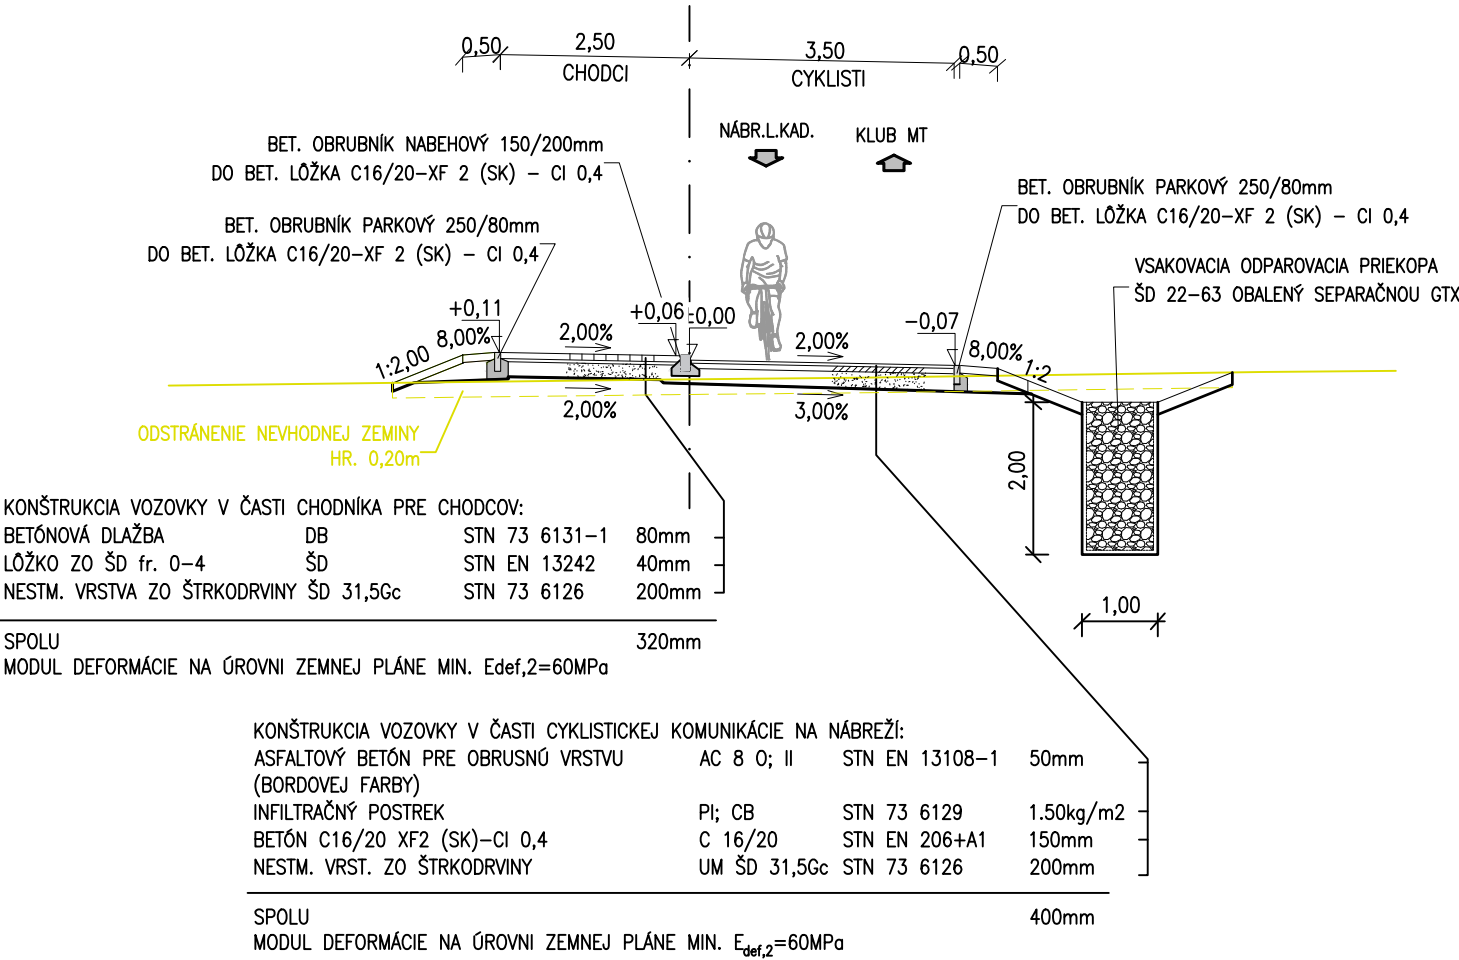 0,50 2,50 3,50 0,50
CHODCI CYKLISTI
NÁBR.L.KAD. KLUB MT
BET. OBRUBNÍK NABEHOVÝ 150/200mm
DO BET. LÔŽKA C16/20-XF 2 (SK) - CI 0,4
BET. OBRUBNÍK PARKOVÝ 250/80mm
DO BET. LÔŽKA C16/20-XF 2 (SK) - CI 0,4
BET. OBRUBNÍK PARKOVÝ 250/80mm
DO BET. LÔŽKA C16/20-XF 2 (SK) - CI 0,4
VSAKOVACIA ODPAROVACIA PRIEKOPA
ŠD 22-63 OBALENÝ SEPARAČNOU GTX
+0,11 +0,06 ±0,00 -0,07
1:2,00 8,00% 2,00% 2,00% 8,00% 1:2
2,00% 3,00%
ODSTRÁNENIE NEVHODNEJ ZEMINY
HR. 0,20m
2,00
1,00
KONŠTRUKCIA VOZOVKY V ČASTI CHODNÍKA PRE CHODCOV:
BETÓNOVÁ DLAŽBA DB STN 73 6131-1 80mm
LÔŽKO ZO ŠD fr. 0-4 ŠD STN EN 13242 40mm
NESTM. VRSTVA ZO ŠTRKODRVINY ŠD 31,5Gc STN 73 6126 200mm
SPOLU 320mm
MODUL DEFORMÁCIE NA ÚROVNI ZEMNEJ PLÁNE MIN. Edef,2=60MPa
KONŠTRUKCIA VOZOVKY V ČASTI CYKLISTICKEJ KOMUNIKÁCIE NA NÁBREŽÍ:
ASFALTOVÝ BETÓN PRE OBRUSNÚ VRSTVU AC 8 O; II STN EN 13108-1 50mm
(BORDOVEJ FARBY)
INFILTRAČNÝ POSTREK PI; CB STN 73 6129 1.50kg/m2
BETÓN C16/20 XF2 (SK)-CI 0,4 C 16/20 STN EN 206+A1 150mm
NESTM. VRST. ZO ŠTRKODRVINY UM ŠD 31,5Gc STN 73 6126 200mm
SPOLU 400mm
MODUL DEFORMÁCIE NA ÚROVNI ZEMNEJ PLÁNE MIN. Edef,2=60MPa